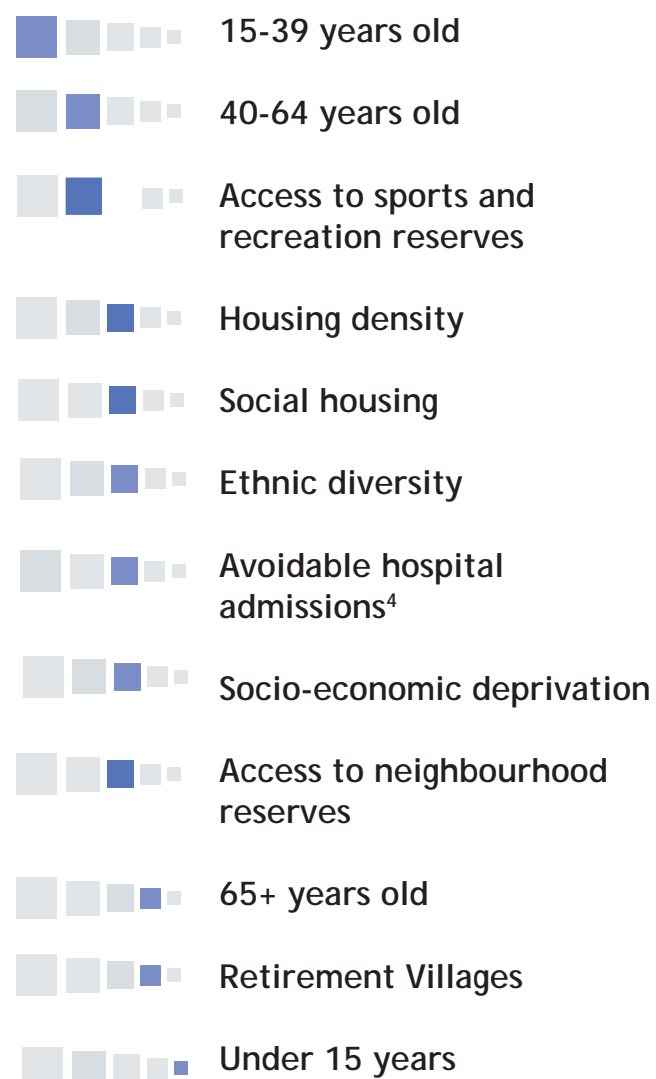 15-39 years old
40-64 years old
Access to sports and
recreation reserves
Housing density
Social housing
Ethnic diversity
Avoidable hospital
admissions⁴
Socio-economic deprivation
Access to neighbourhood
reserves
65+ years old
Retirement Villages
Under 15 years